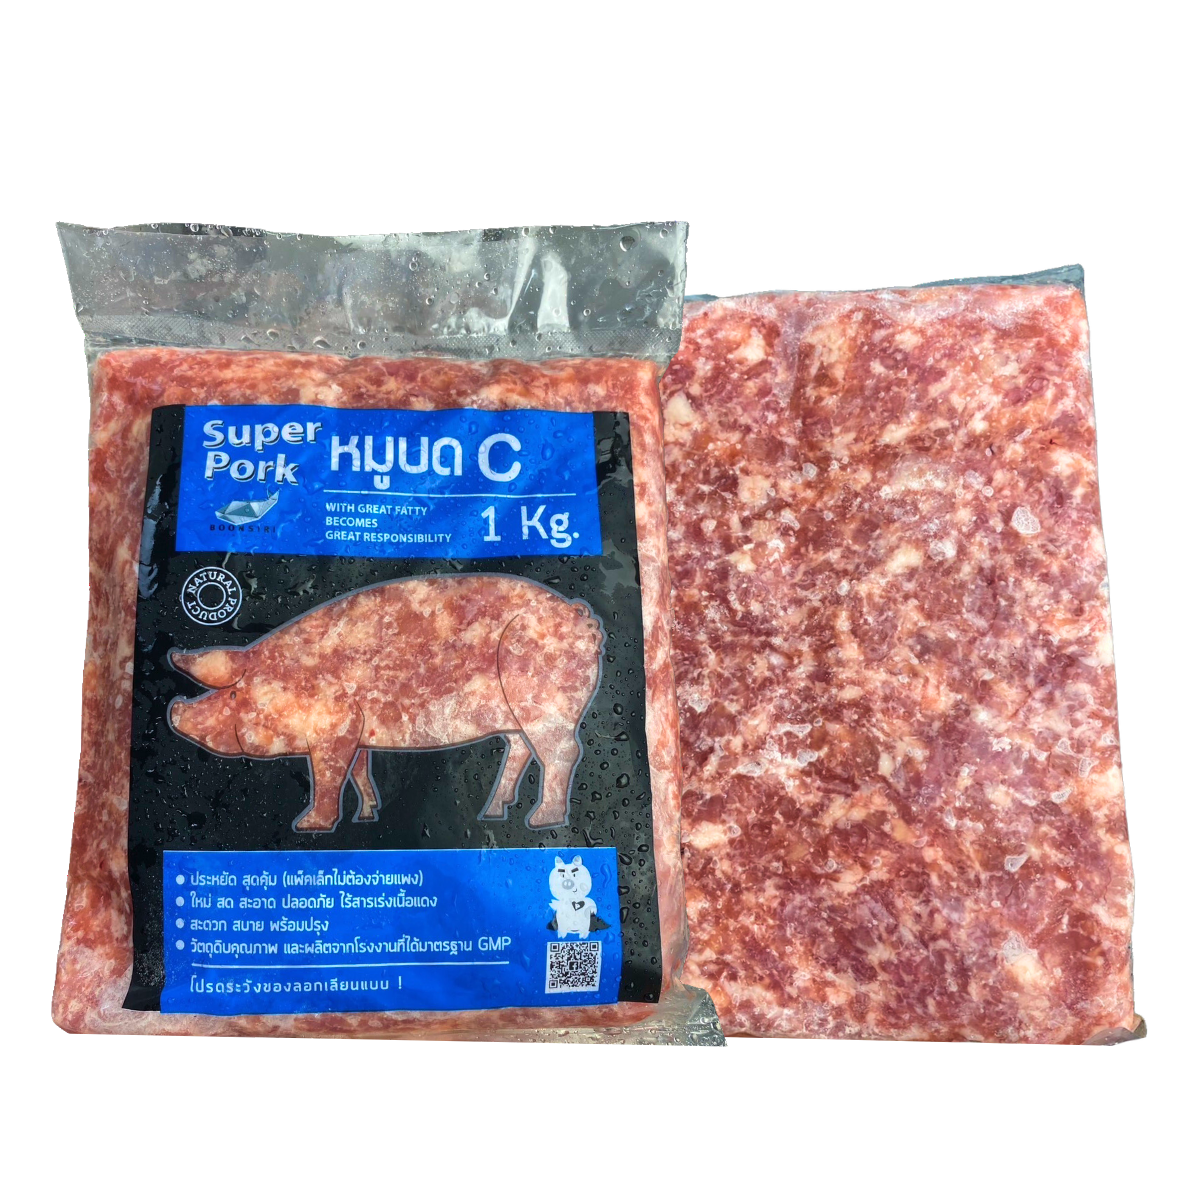 Super
Pork
BOONSIRI
หมูบด C
WITH GREAT FATTY
BECOMES
GREAT RESPONSIBILITY
1 Kg.
NATURAL PRODUCT
ประหยัด สุดคุ้ม (แพ็คเล็กไม่ต้องจ่ายแพง)
ใหม่ สด สะอาด ปลอดภัย ไร้สารเร่งเนื้อแดง
สะดวก สบาย พร้อมปรุง
วัตถุดิบคุณภาพ และผลิตจากโรงงานที่ได้มาตรฐาน GMP
โปรดระวังของลอกเลียนแบบ !